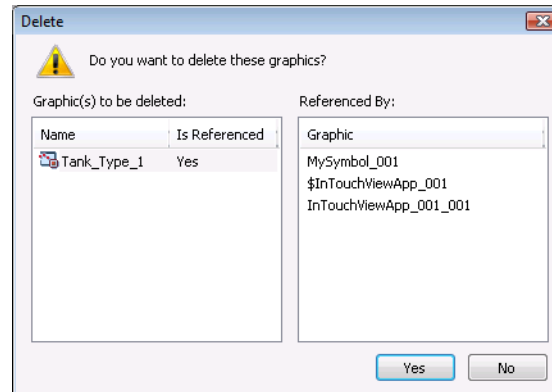 Delete
Do you want to delete these graphics?
Graphic(s) to be deleted:
Referenced By:
Name Is Referenced
Graphic
Tank_Type_1 Yes
MySymbol_001
$InTouchViewApp_001
InTouchViewApp_001_001
Yes No